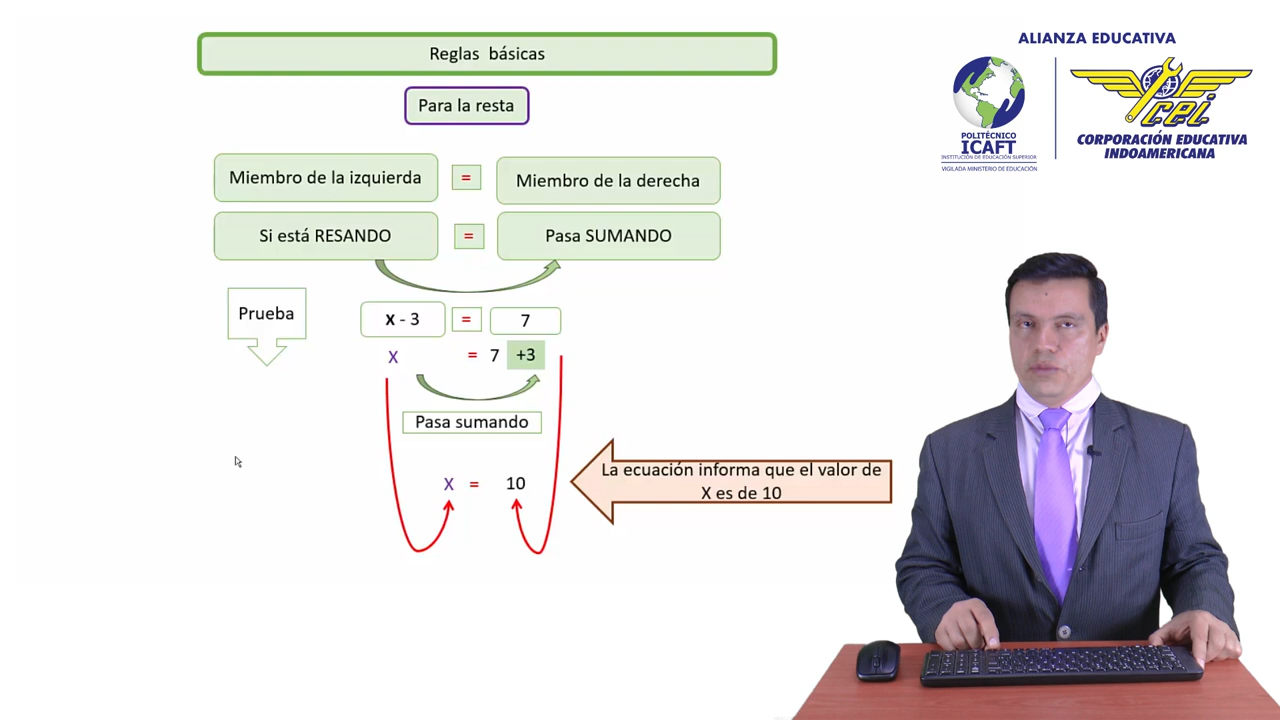 Reglas básicas
Para la resta
ALIANZA EDUCATIVA
POLITÉCNICO
ICAFT
INSTITUCIÓN DE EDUCACIÓN SUPERIOR
VIGILADA MINISTERIO DE EDUCACIÓN
cei
CORPORACIÓN EDUCATIVA
INDOAMERICANA
Miembro de la izquierda = Miembro de la derecha
Si está RESANDO = Pasa SUMANDO
Prueba
X - 3 = 7
X = 7 +3
Pasa sumando
La ecuación informa que el valor de
X es de 10
X = 10